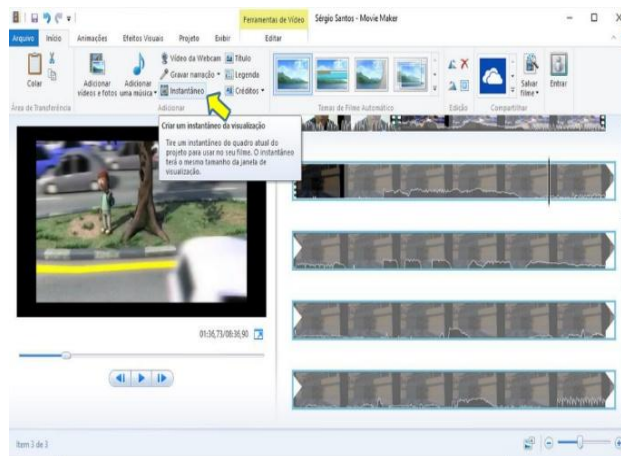 Ferramentas de Vídeo
Sérgio Santos - Movie Maker
Arquivo Início Animações Efeitos Visuais Projeto Exibir Editar
Colar
Adicionar vídeos e fotos
Adicionar uma música
Vídeo da Webcam
Gravar narração
Instantâneo
Título
Legenda
Créditos
Salvar filme
Entrar
Área de Transferência
Adicionar
Temas de Filme Automático
Edição
Compartilhar
Criar um instantâneo da visualização
Tire um instantâneo do quadro atual do
projeto para usar no seu filme. O instantâneo
terá o mesmo tamanho da janela de
visualização.
01:36,73/08:36,90
Item 3 de 3